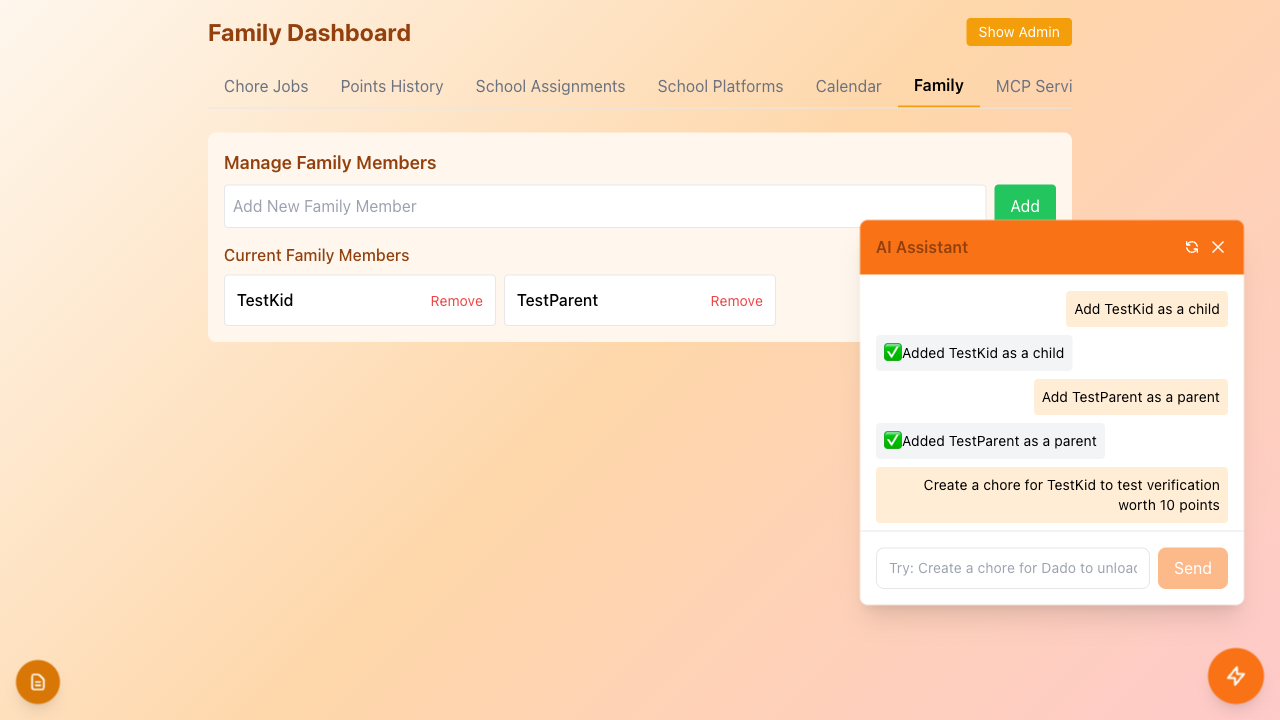 Family Dashboard
Show Admin
Chore Jobs
Points History
School Assignments
School Platforms
Calendar
Family
MCP Servi
Manage Family Members
Add New Family Member
Add
Current Family Members
TestKid
Remove
TestParent
Remove
AI Assistant
Add TestKid as a child
✅Added TestKid as a child
Add TestParent as a parent
✅Added TestParent as a parent
Create a chore for TestKid to test verification
worth 10 points
Try: Create a chore for Dado to unload
Send